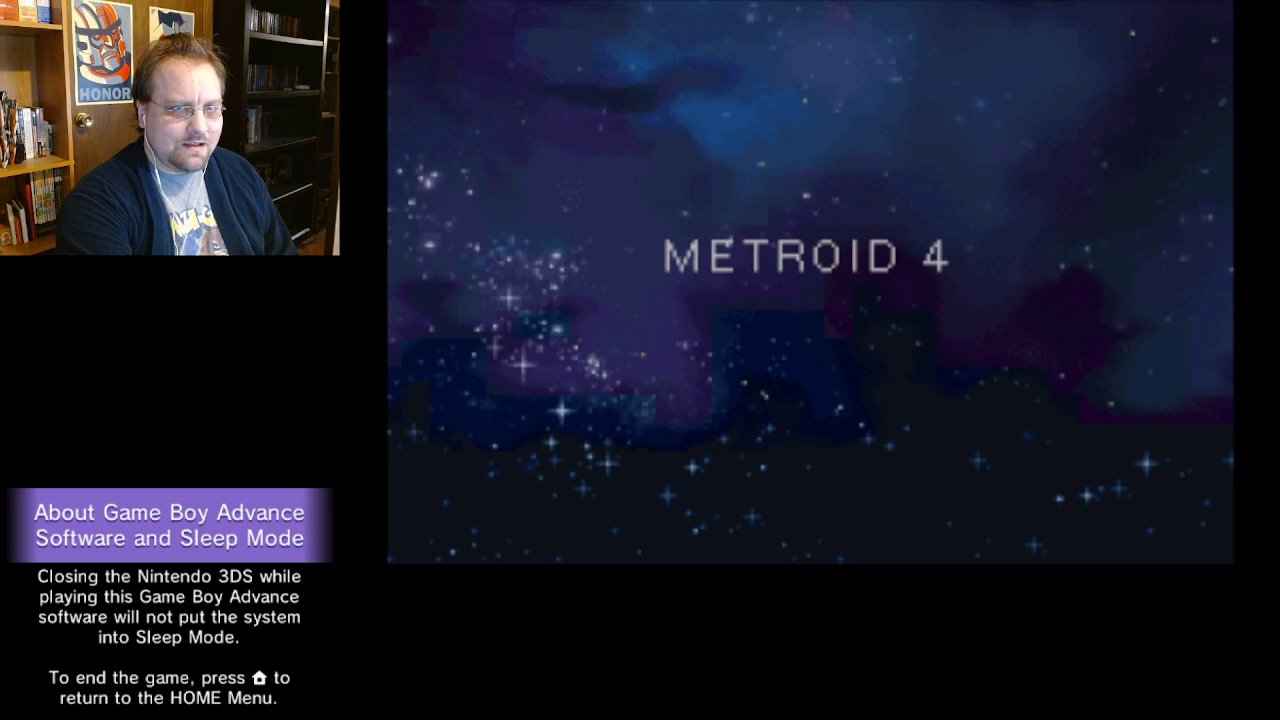 HONOR
METROID 4
About Game Boy Advance
Software and Sleep Mode
Closing the Nintendo 3DS while
playing this Game Boy Advance
software will not put the system
into Sleep Mode.
To end the game, press to
return to the HOME Menu.